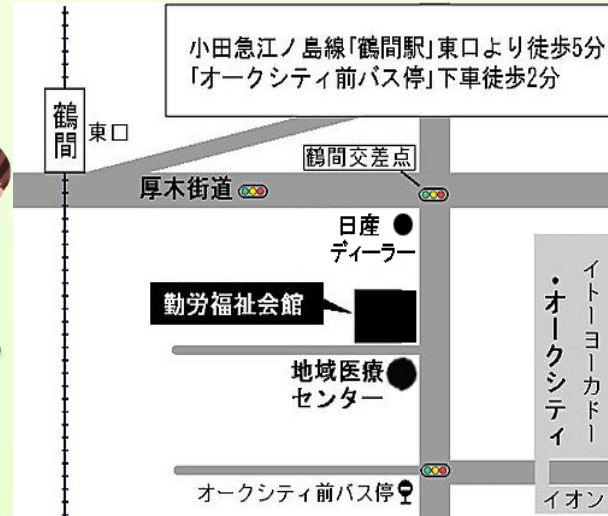 小田急江ノ島線「鶴間駅」東口より徒歩5分
「オークシティ前バス停」下車徒歩2分
鶴間
東口
鶴間交差点
厚木街道
日産
ディーラー
勤労福祉会館
地域医療
センター
イトーヨーカドー
・オークシティ
オークシティ前バス停
イオン